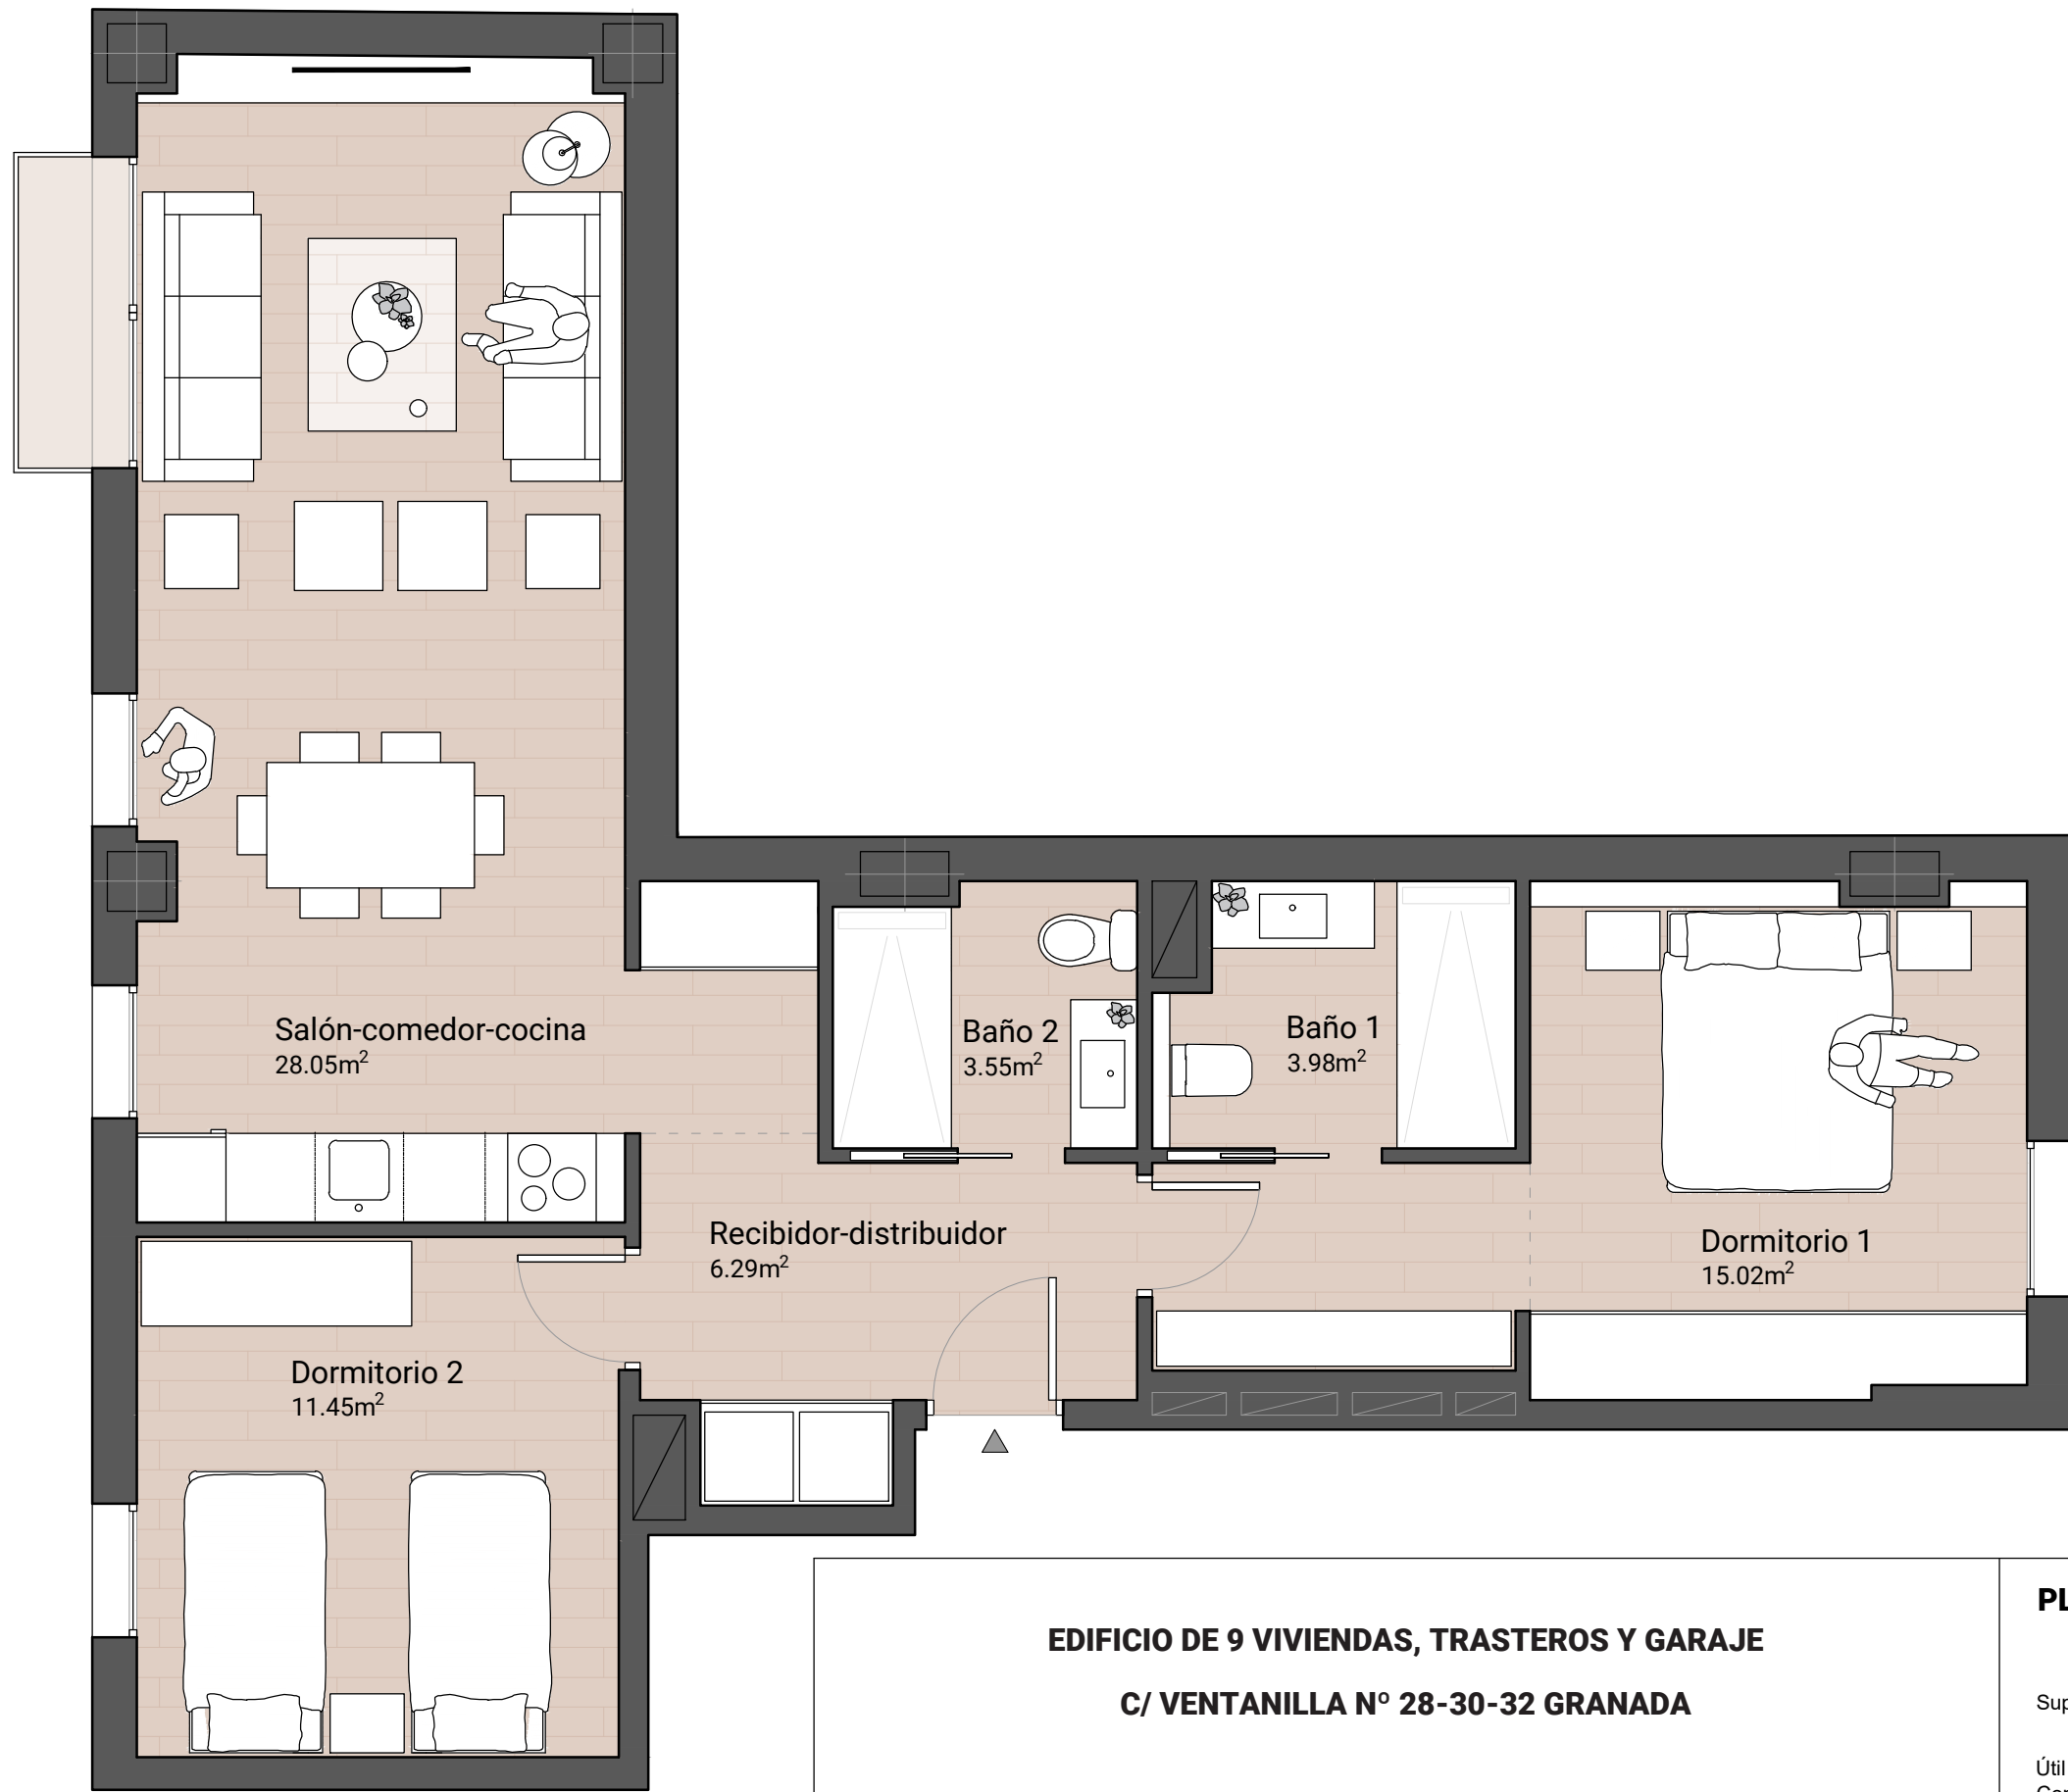 Salón-comedor-cocina
28.05m²
Baño 2
3.55m²
Baño 1
3.98m²
Recibidor-distribuidor
6.29m²
Dormitorio 1
15.02m²
Dormitorio 2
11.45m²
EDIFICIO DE 9 VIVIENDAS, TRASTEROS Y GARAJE
C/ VENTANILLA Nº 28-30-32 GRANADA